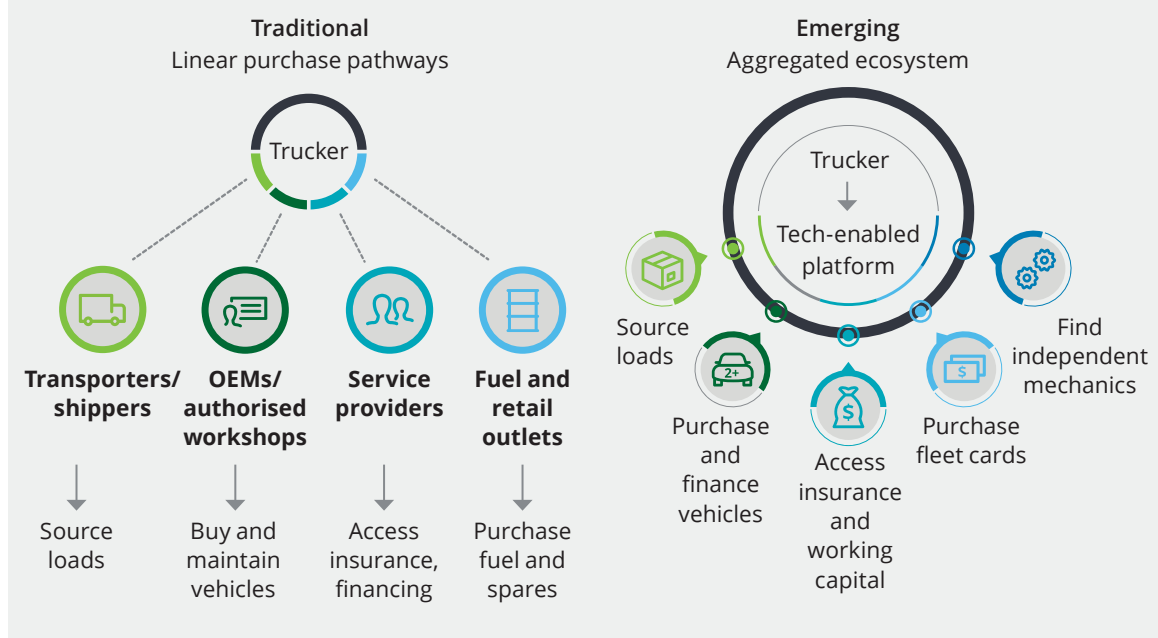 Traditional
Linear purchase pathways
Trucker
Transporters/
shippers
OEMs/
authorised
workshops
Service
providers
Fuel and
retail
outlets
Source
loads
Buy and
maintain
vehicles
Access
insurance,
financing
Purchase
fuel and
spares
Emerging
Aggregated ecosystem
Trucker
Tech-enabled
platform
Source
loads
2+
Purchase
and
finance
vehicles
$
Access
insurance
and
working
capital
$
Purchase
fleet cards
Find
independent
mechanics